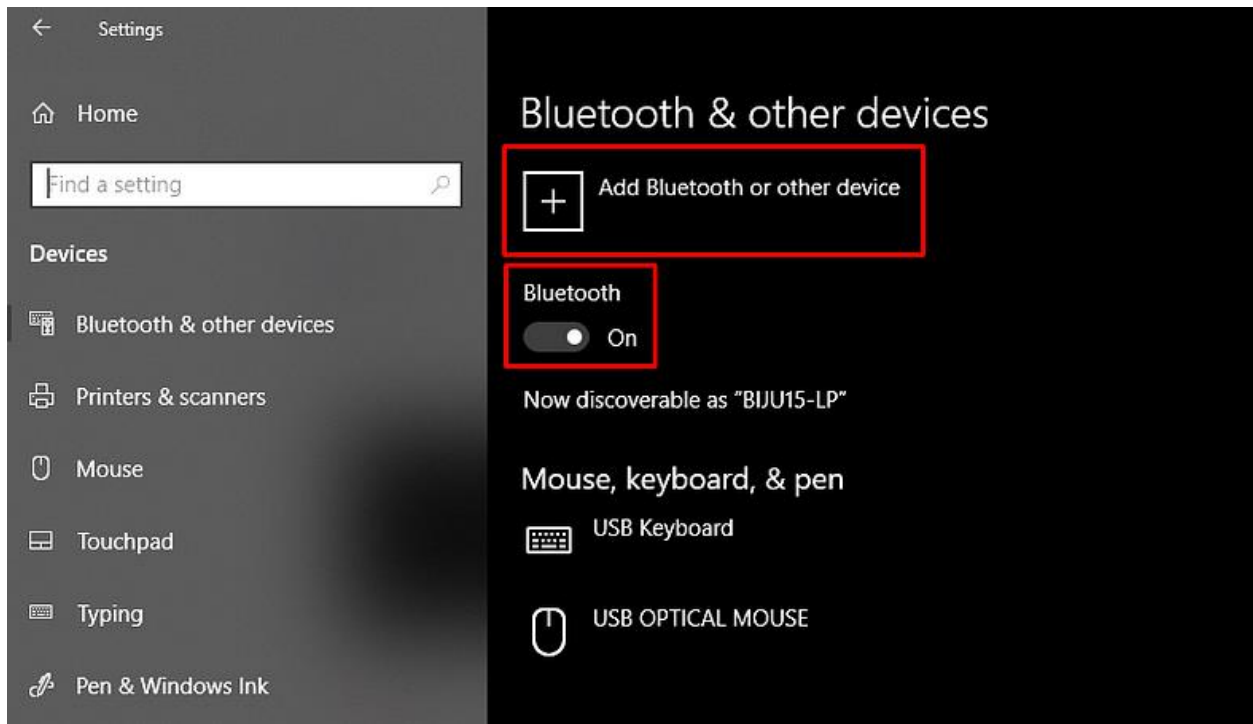 Settings
Home
Find a setting
Devices
Bluetooth & other devices
Printers & scanners
Mouse
Touchpad
Typing
Pen & Windows Ink
Bluetooth & other devices
Add Bluetooth or other device
Bluetooth
On
Now discoverable as "BIJU15-LP"
Mouse, keyboard, & pen
USB Keyboard
USB OPTICAL MOUSE